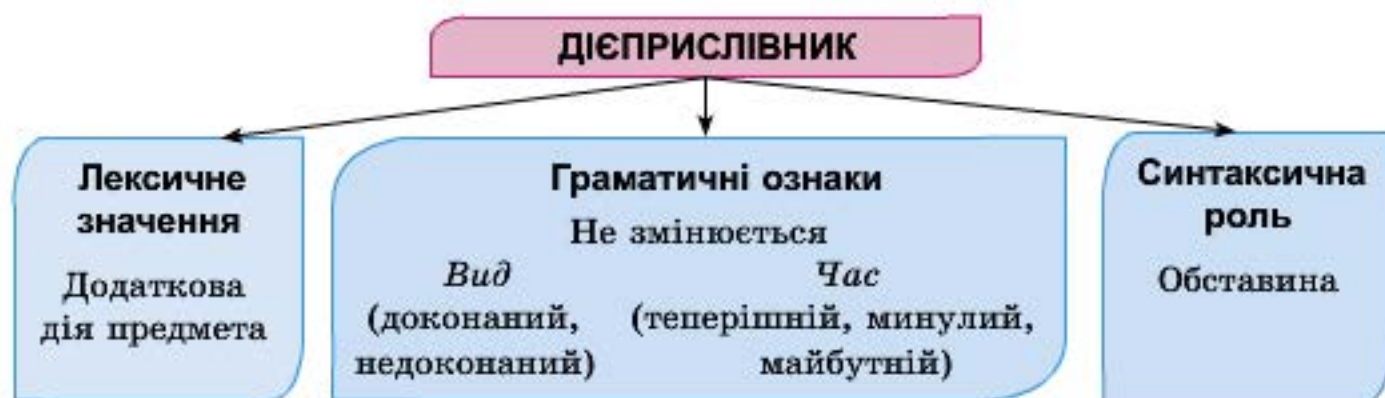 ДІЄПРИСЛІВНИК
Лексичне
значення
Додаткова
дія предмета
Граматичні ознаки
Не змінюється
Вид
(доконаний,
недоконаний)
Час
(теперішній, минулий,
майбутній)
Синтаксична
роль
Обставина